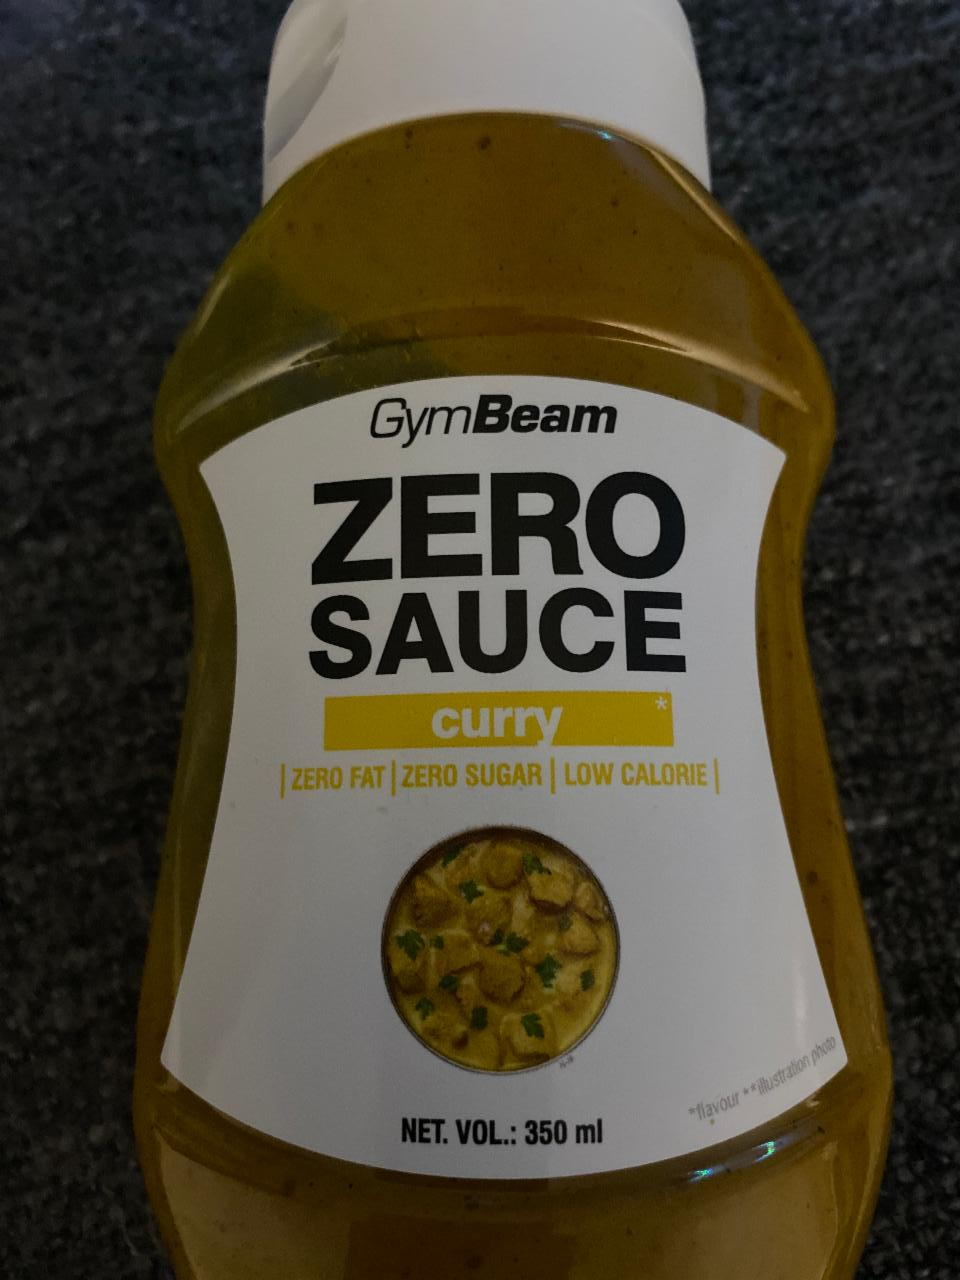 GymBeam
ZERO
SAUCE
curry *
| ZERO FAT | ZERO SUGAR | LOW CALORIE |
**
*flavour **illustration photo
NET. VOL.: 350 ml